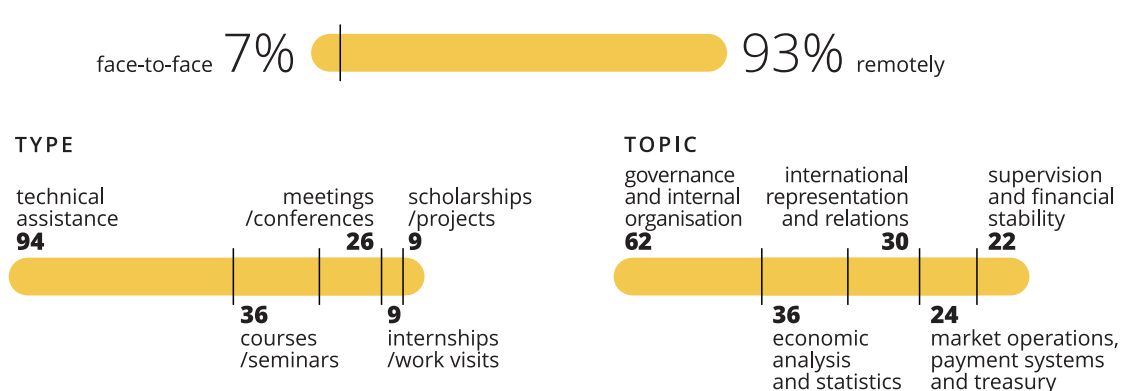 face-to-face 7% 93% remotely
TYPE
technical
assistance
94
meetings
/conferences
26
scholarships
/projects
9
36
courses
/seminars
9
internships
/work visits
TOPIC
governance
and internal
organisation
62
international
representation
and relations
30
supervision
and financial
stability
22
36
economic
analysis
and statistics
24
market operations,
payment systems
and treasury